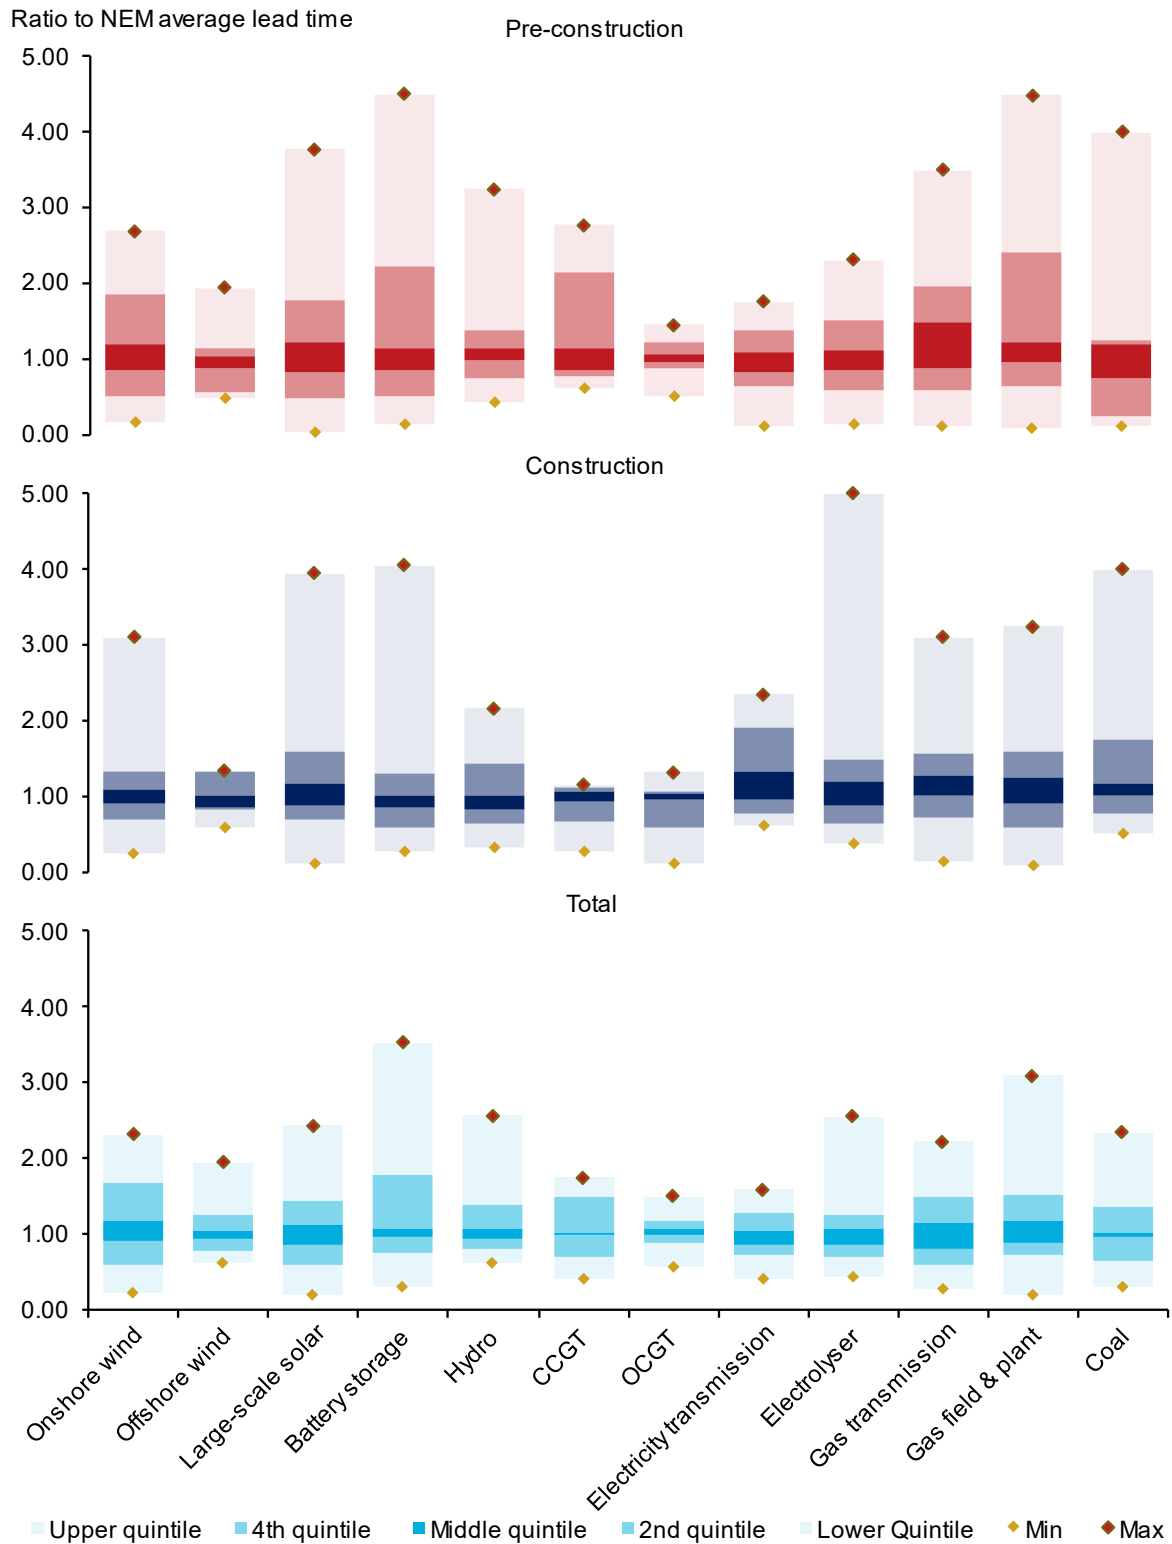 Ratio to NEM average lead time
Pre-construction
5.00
4.00
3.00
2.00
1.00
0.00
Construction
5.00
4.00
3.00
2.00
1.00
0.00
Total
5.00
4.00
3.00
2.00
1.00
0.00
Onshore wind
Offshore wind
Large-scale solar
Battery storage
Hydro
CCGT
OCGT
Electricity transmission
Electrolyser
Gas transmission
Gas field & plant
Coal
Upper quintile 4th quintile Middle quintile 2nd quintile Lower Quintile Min Max